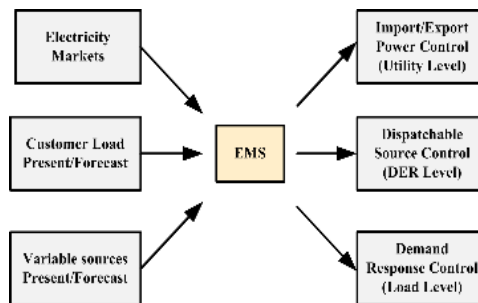 Electricity
Markets
Customer Load
Present/Forecast
Variable sources
Present/Forecast
EMS
Import/Export
Power Control
(Utility Level)
Dispatchable
Source Control
(DER Level)
Demand
Response Control
(Load Level)